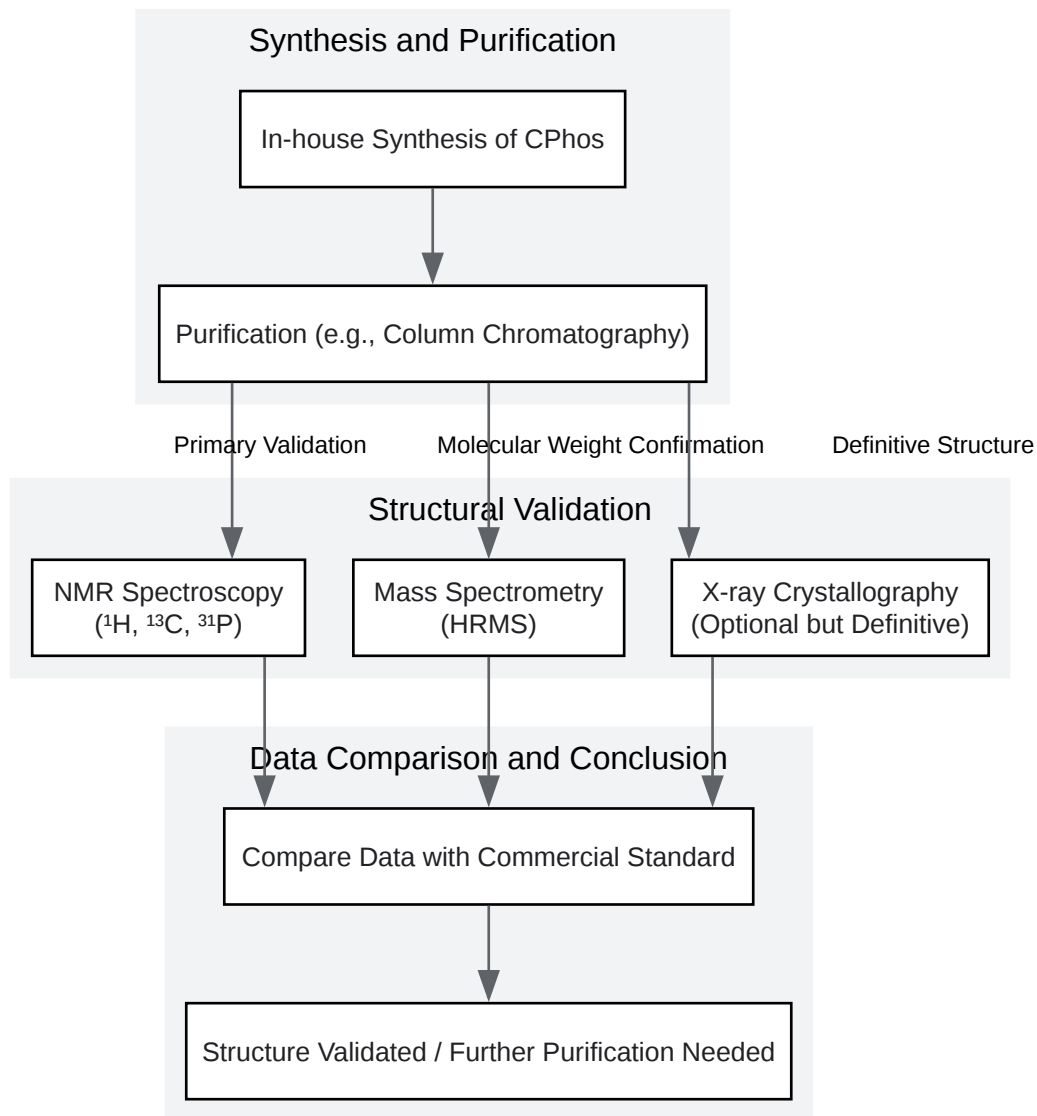 Synthesis and Purification
In-house Synthesis of CPhos
Purification (e.g., Column Chromatography)
Primary Validation
Molecular Weight Confirmation
Definitive Structure
Structural Validation
NMR Spectroscopy
(¹H, ¹³C, ³¹P)
Mass Spectrometry
(HRMS)
X-ray Crystallography
(Optional but Definitive)
Data Comparison and Conclusion
Compare Data with Commercial Standard
Structure Validated / Further Purification Needed